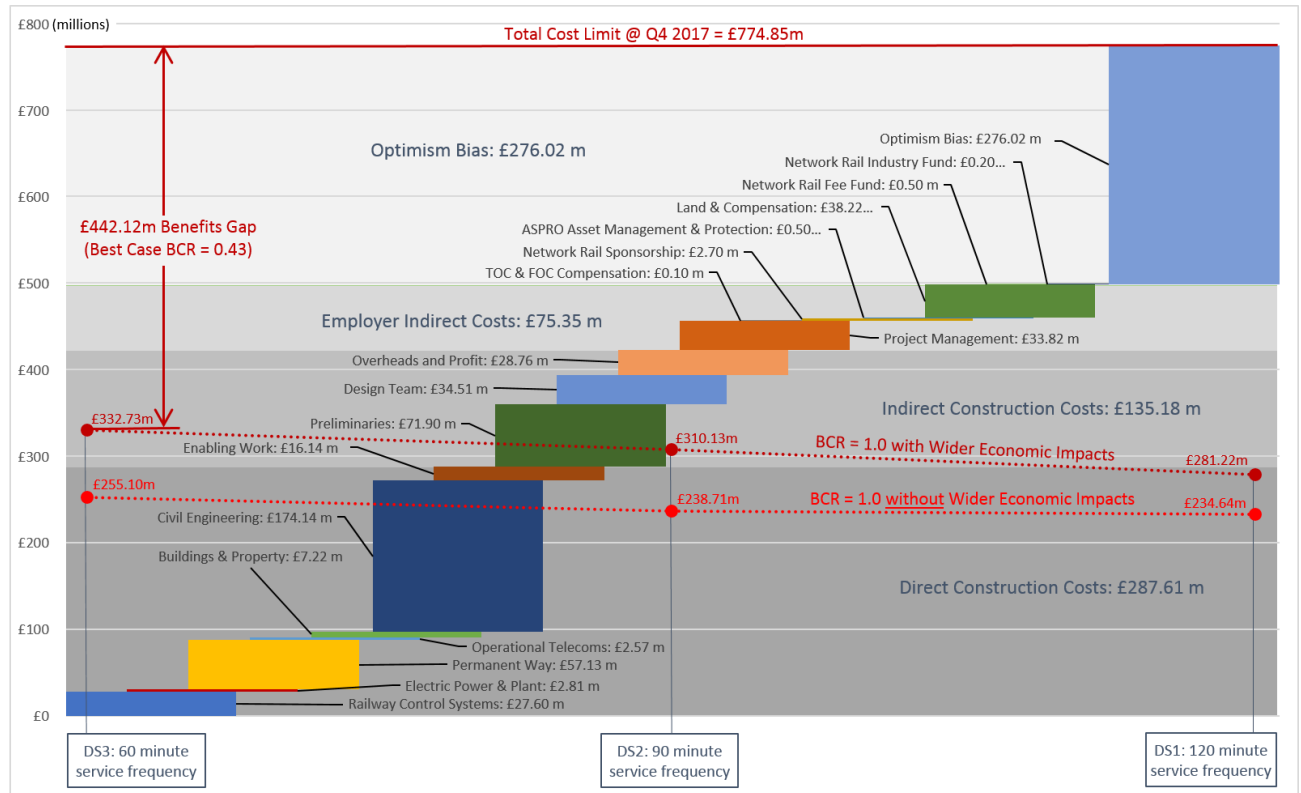 £800 (millions)
Total Cost Limit @ Q4 2017 = £774.85m
£700
Optimism Bias: £276.02 m
Optimism Bias: £276.02 m
Network Rail Industry Fund: £0.20...
Network Rail Fee Fund: £0.50 m
£600
Land & Compensation: £38.22...
£442.12m Benefits Gap
(Best Case BCR = 0.43)
ASPRO Asset Management & Protection: £0.50...
Network Rail Sponsorship: £2.70 m
TOC & FOC Compensation: £0.10 m
£500
Employer Indirect Costs: £75.35 m
Project Management: £33.82 m
Overheads and Profit: £28.76 m
£400
Design Team: £34.51 m
Indirect Construction Costs: £135.18 m
£332.73m
Preliminaries: £71.90 m
£310.13m
BCR = 1.0 with Wider Economic Impacts
Enabling Work: £16.14 m
£300
£281.22m
£255.10m
£238.71m
BCR = 1.0 without Wider Economic Impacts
£234.64m
Civil Engineering: £174.14 m
£200
Buildings & Property: £7.22 m
Direct Construction Costs: £287.61 m
£100
Operational Telecoms: £2.57 m
Permanent Way: £57.13 m
Electric Power & Plant: £2.81 m
Railway Control Systems: £27.60 m
£0
DS3: 60 minute
service frequency
DS2: 90 minute
service frequency
DS1: 120 minute
service frequency